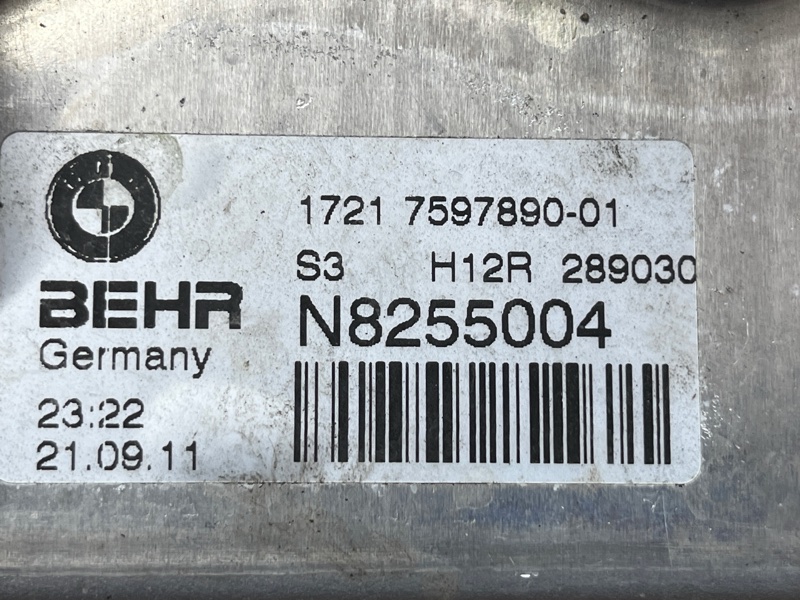 1721 7597890-01
S3 H12R 289030
BEHR N8255004
Germany
23:22
21.09.11